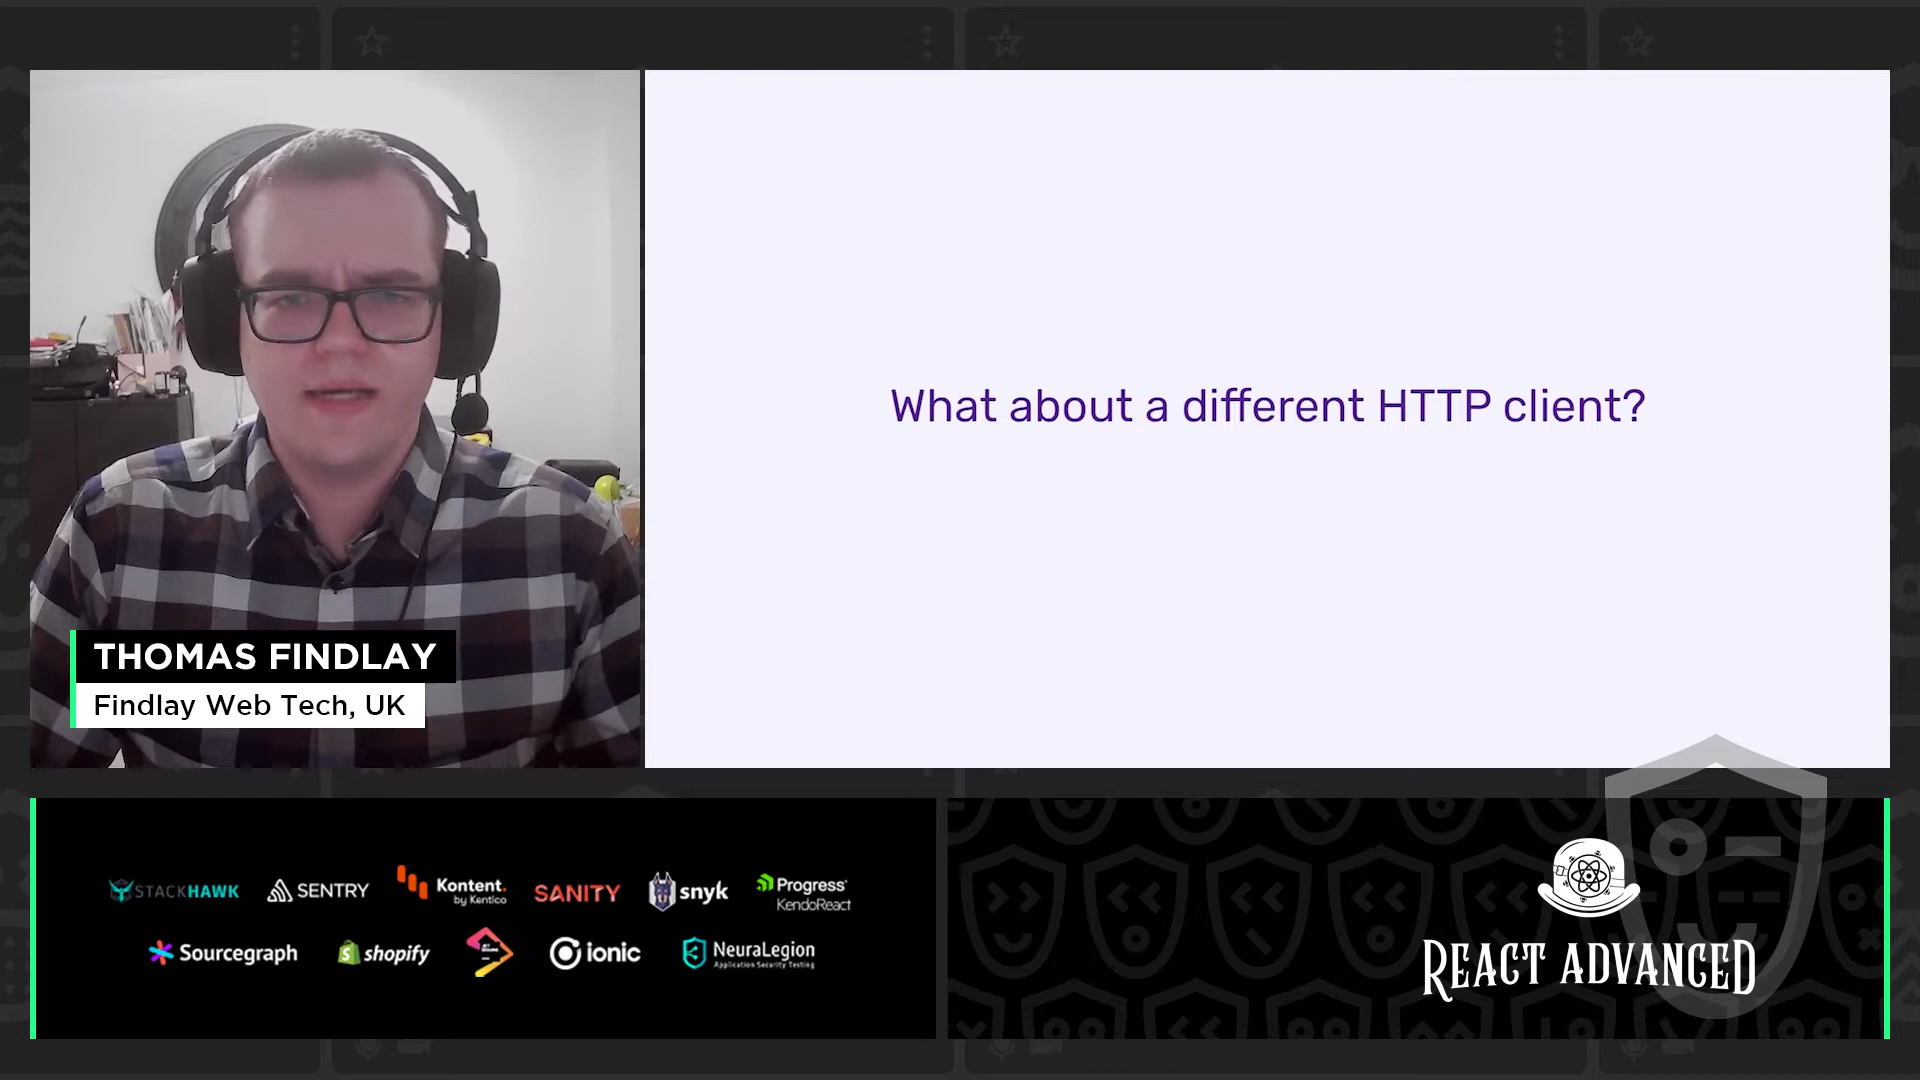 What about a different HTTP client?
THOMAS FINDLAY
Findlay Web Tech, UK
STACKHAWK
SENTRY
Kontent.
by Kentico
SANITY
snyk
Progress
KendoReact
Sourcegraph
shopify
ionic
NeuraLegion
Application Security Testing
REACT ADVANCED